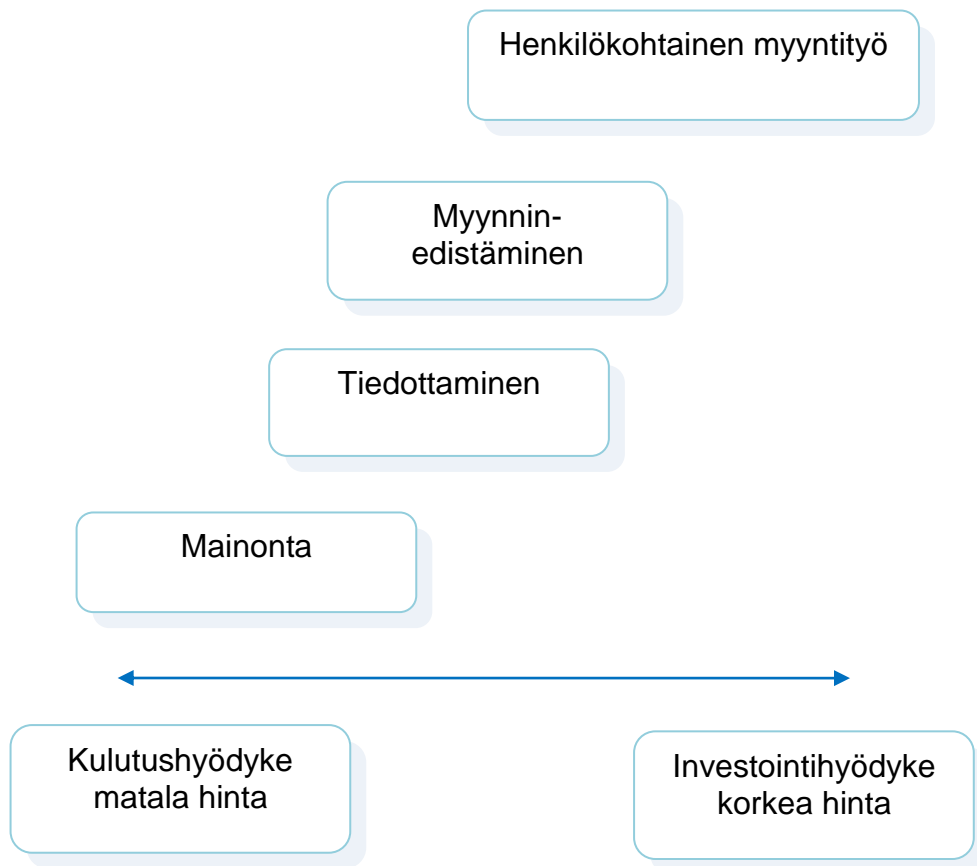 Henkilökohtainen myyntityö
Myynnin-
edistäminen
Tiedottaminen
Mainonta
Kulutushyödyke
matala hinta
Investointihyödyke
korkea hinta